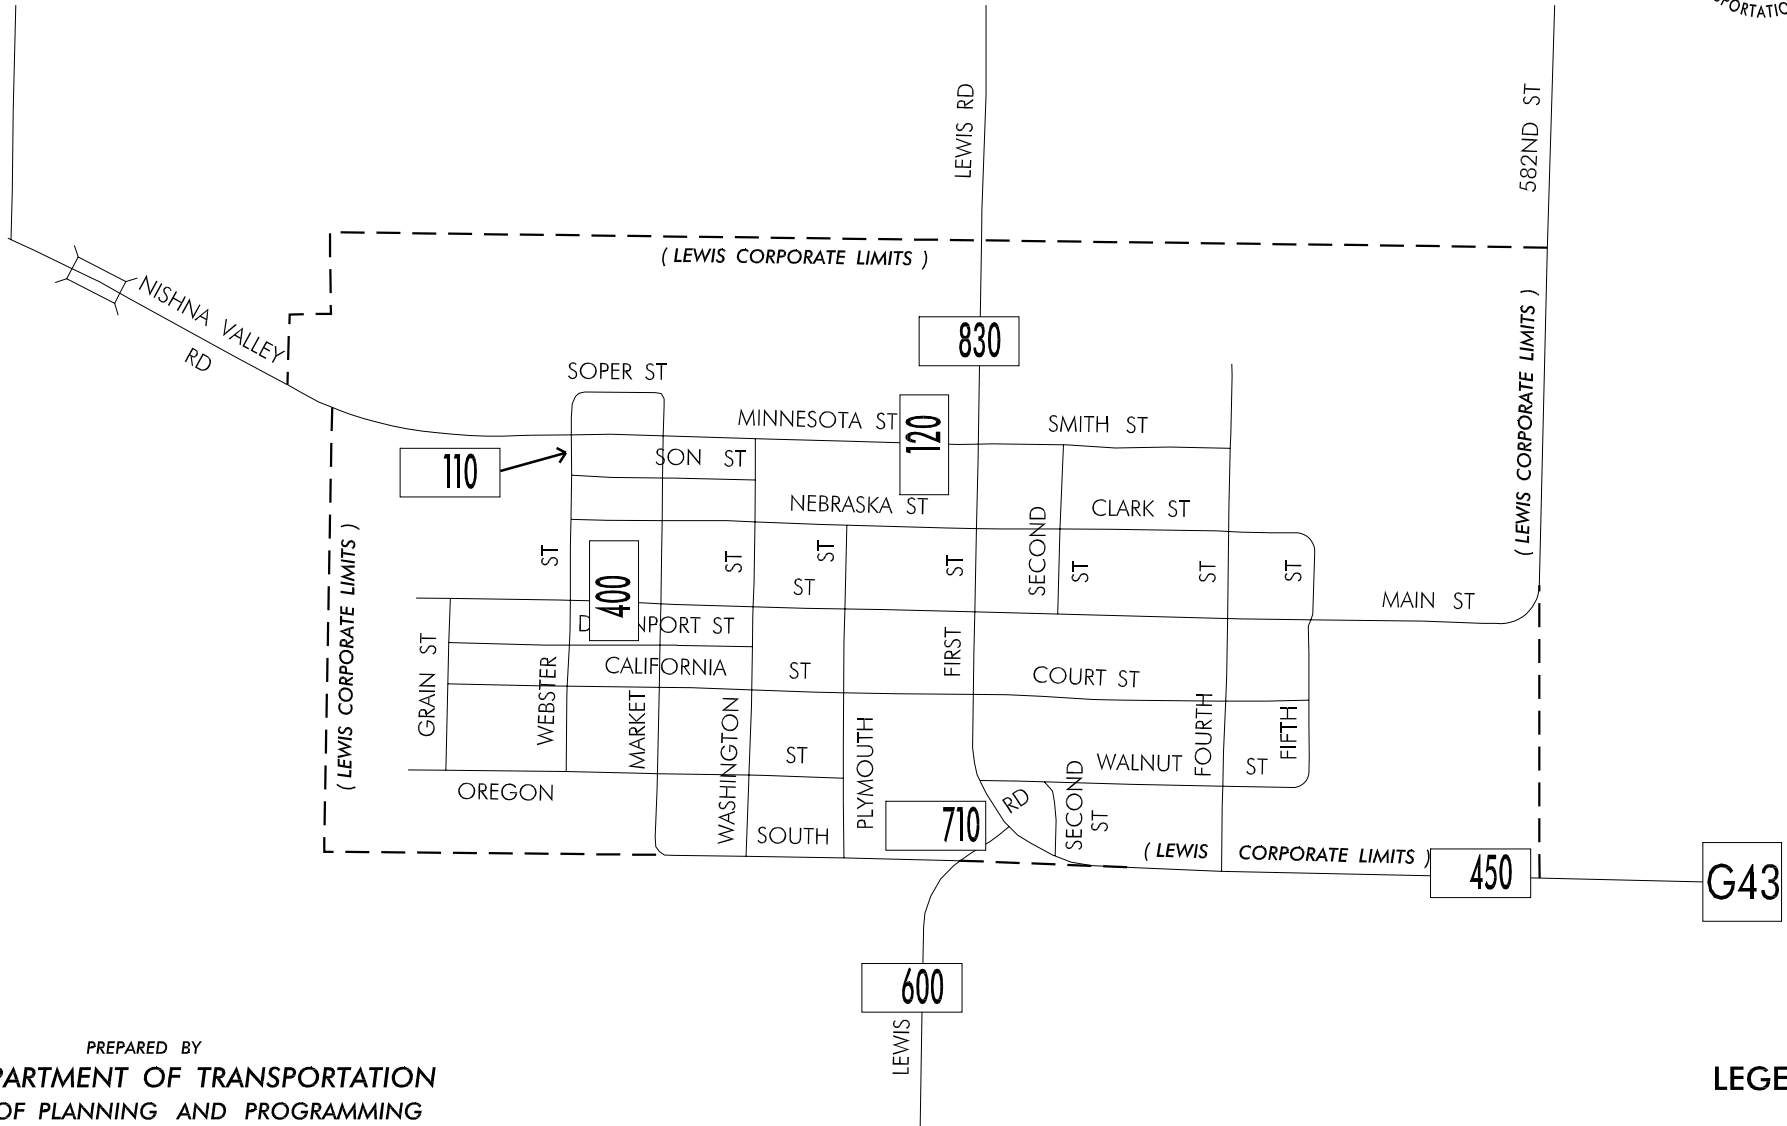 LEWIS RD
582ND ST
( LEWIS CORPORATE LIMITS )
NISHNA VALLEY
RD
( LEWIS CORPORATE LIMITS )
830
SOPER ST
MINNESOTA ST
120
SMITH ST
110
SON ST
NEBRASKA ST
CLARK ST
( LEWIS CORPORATE LIMITS )
SECOND
ST
ST
ST
ST
ST
ST
ST
ST
400
ST
MAIN ST
PORT ST
GRAIN ST
WEBSTER
CALIFORNIA
ST
FIRST
COURT ST
MARKET
WASHINGTON
PLYMOUTH
FOURTH
FIFTH
ST
WALNUT
ST
OREGON
RD
SECOND
ST
710
SOUTH
( LEWIS CORPORATE LIMITS )
450
G43
600
LEWIS
PREPARED BY
OF TRANSPORTATION
OF PLANNING AND PROGRAMMING